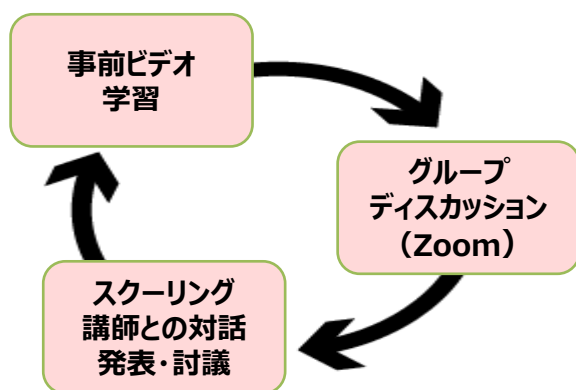 事前ビデオ
学習
グループ
ディスカッション
（Zoom）
スクーリング
講師との対話
発表・討議